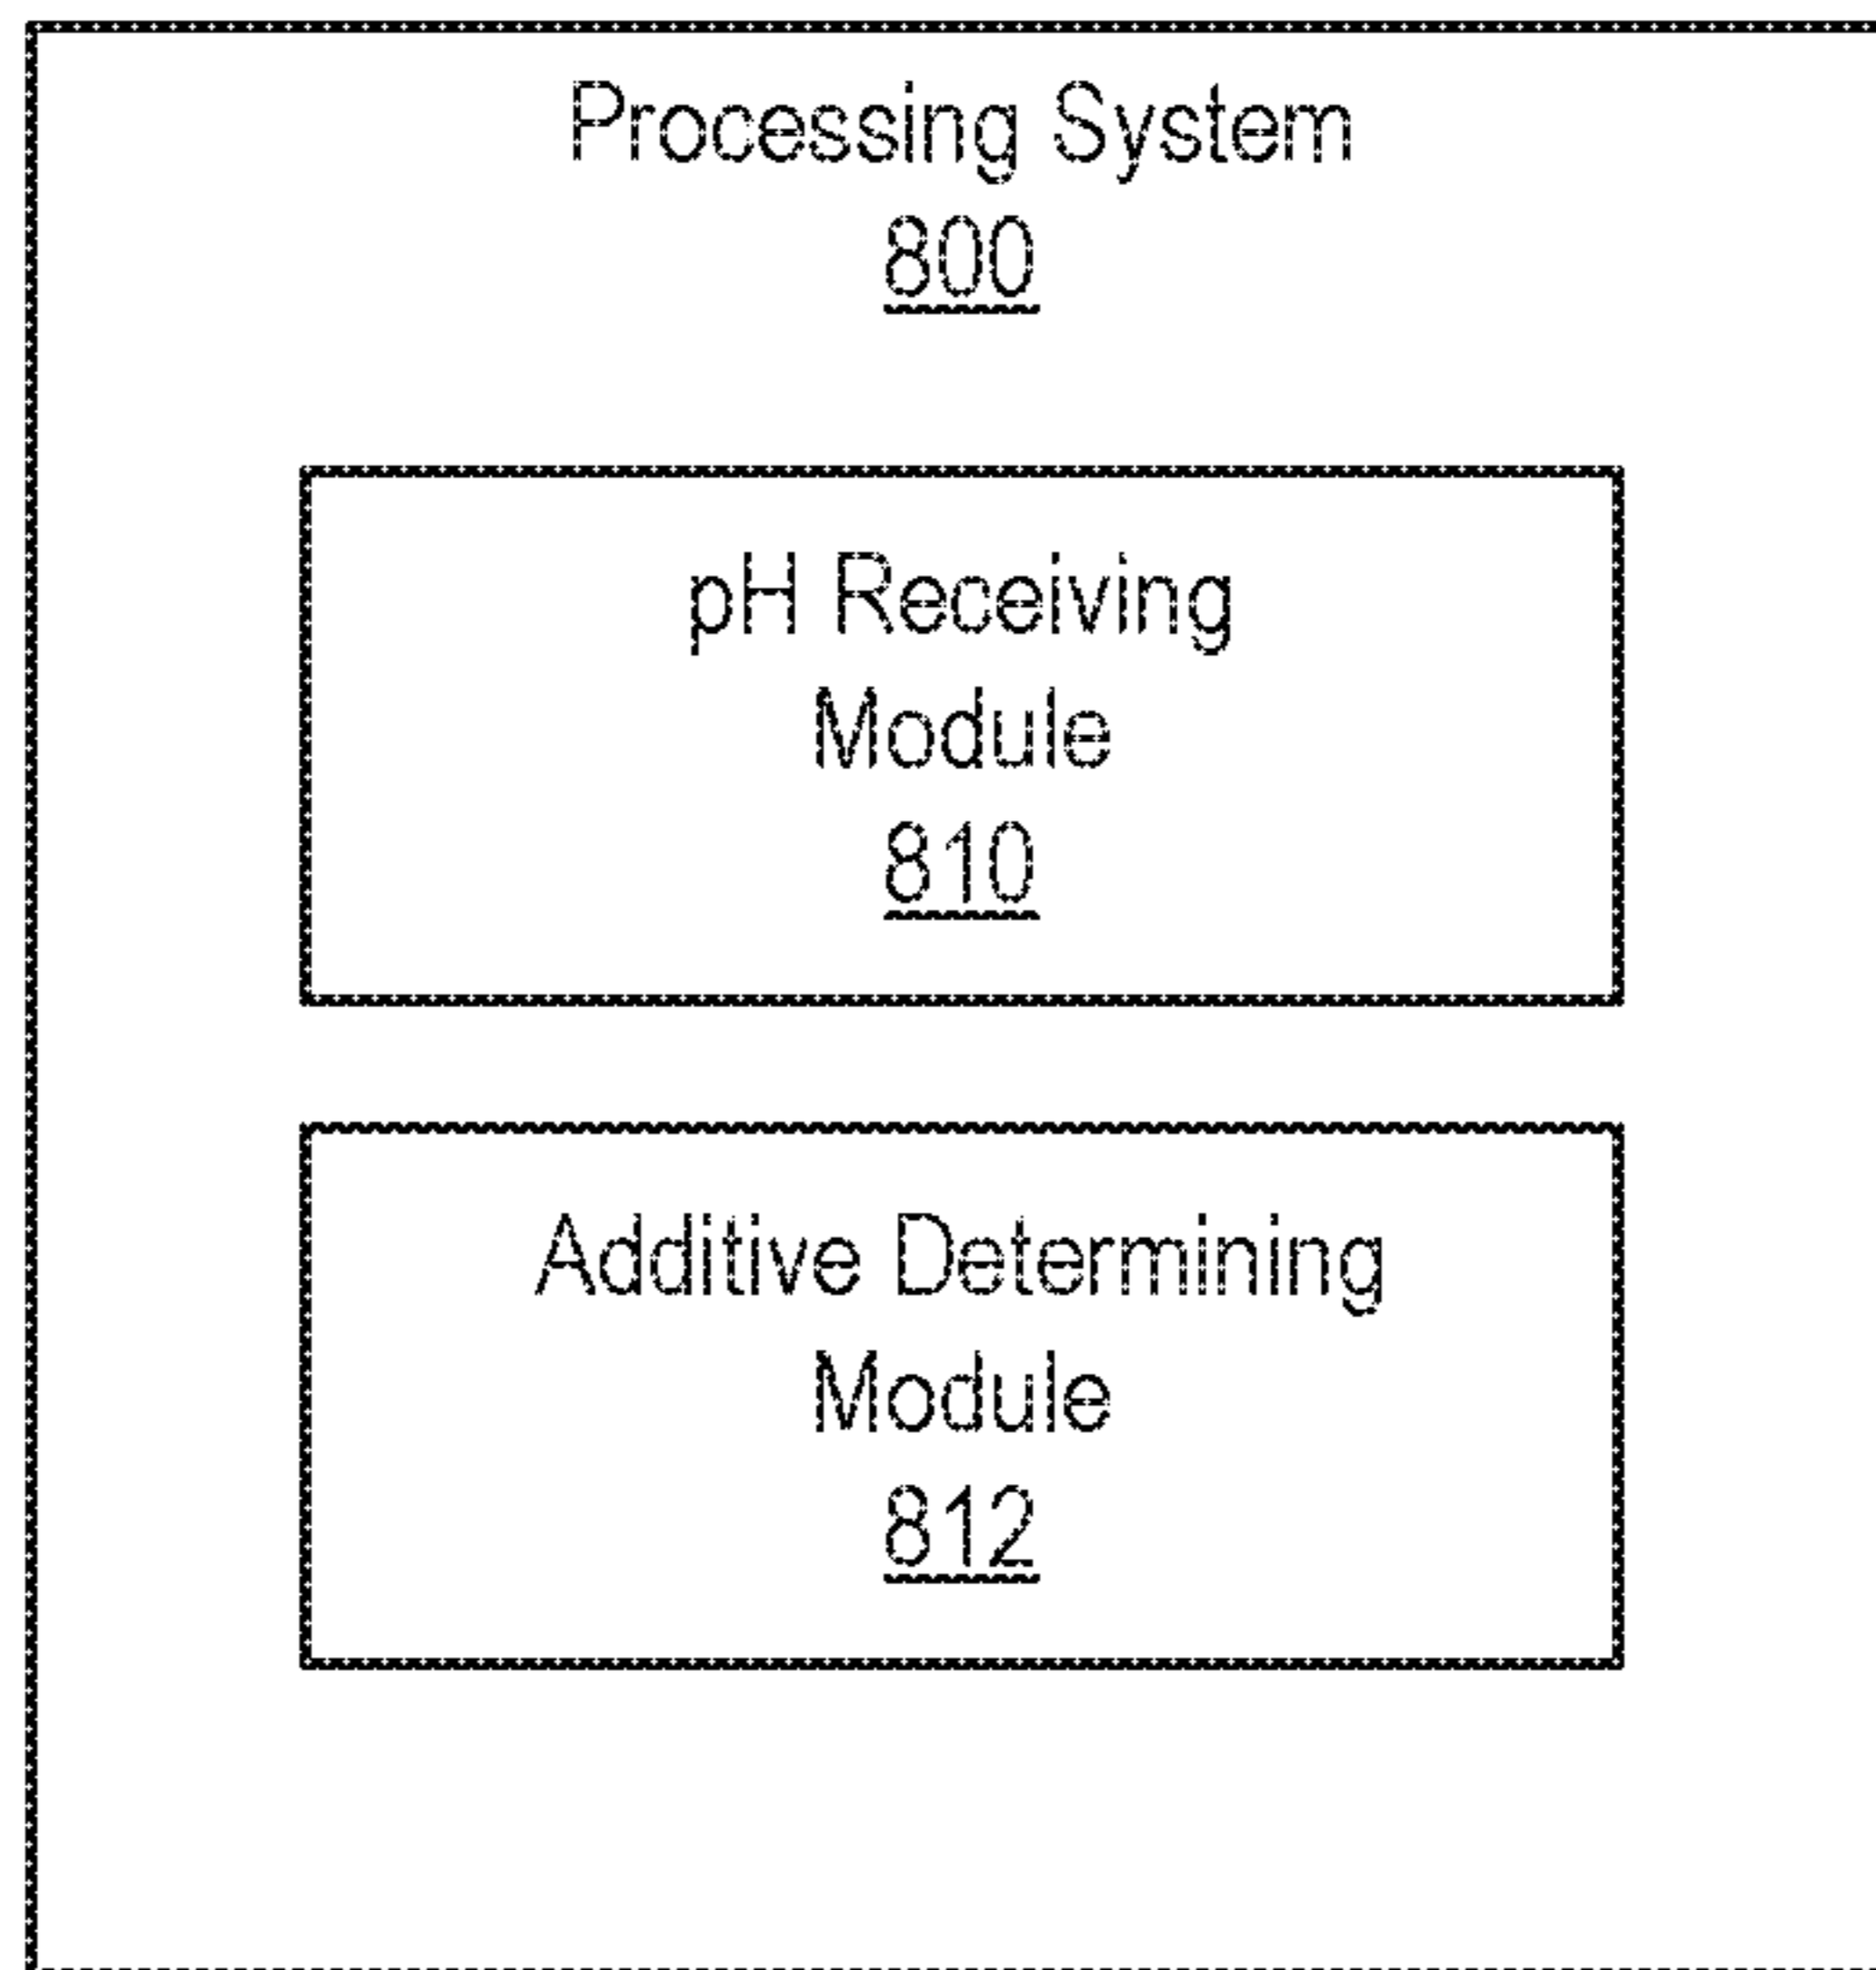 Processing System
800
pH Receiving
Module
810
Additive Determining
Module
812